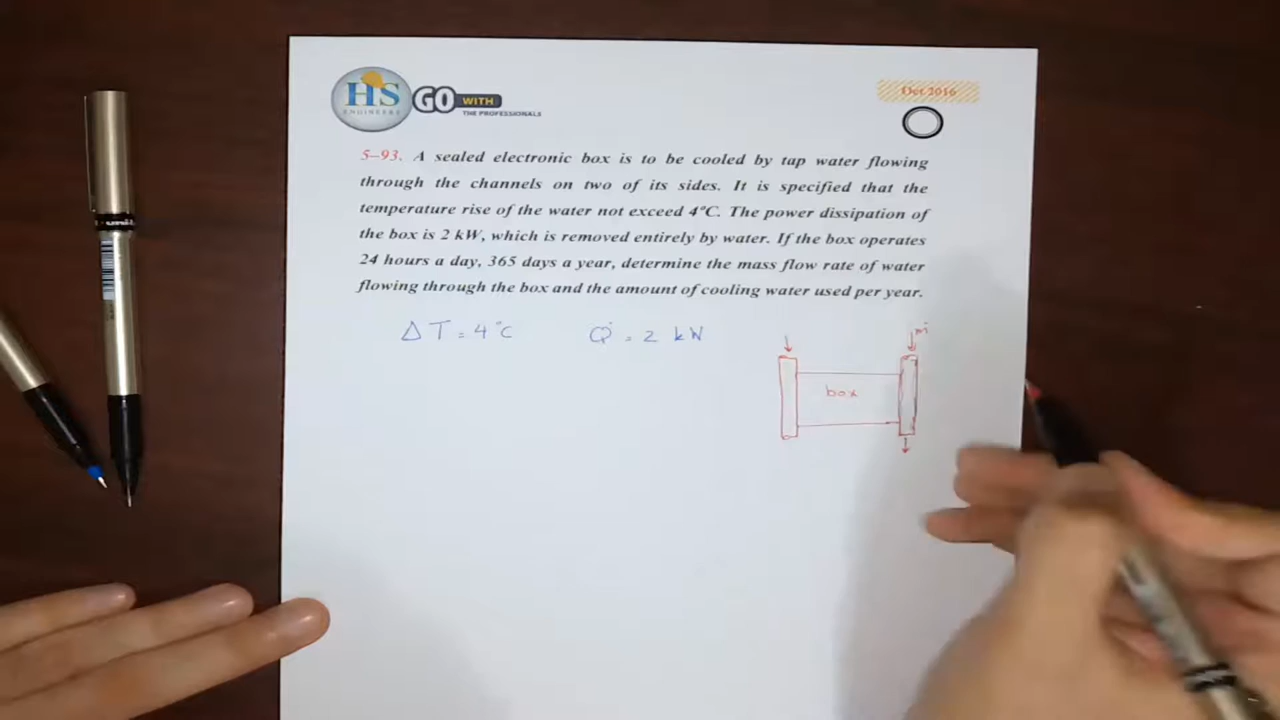 HS
ENGINEERS
GO WITH
THE PROFESSIONALS
Oct 2016
5–93. A sealed electronic box is to be cooled by tap water flowing
through the channels on two of its sides. It is specified that the
temperature rise of the water not exceed 4°C. The power dissipation of
the box is 2 kW, which is removed entirely by water. If the box operates
24 hours a day, 365 days a year, determine the mass flow rate of water
flowing through the box and the amount of cooling water used per year.
ΔT = 4°C Q̇ = 2 kW
ṁ
box